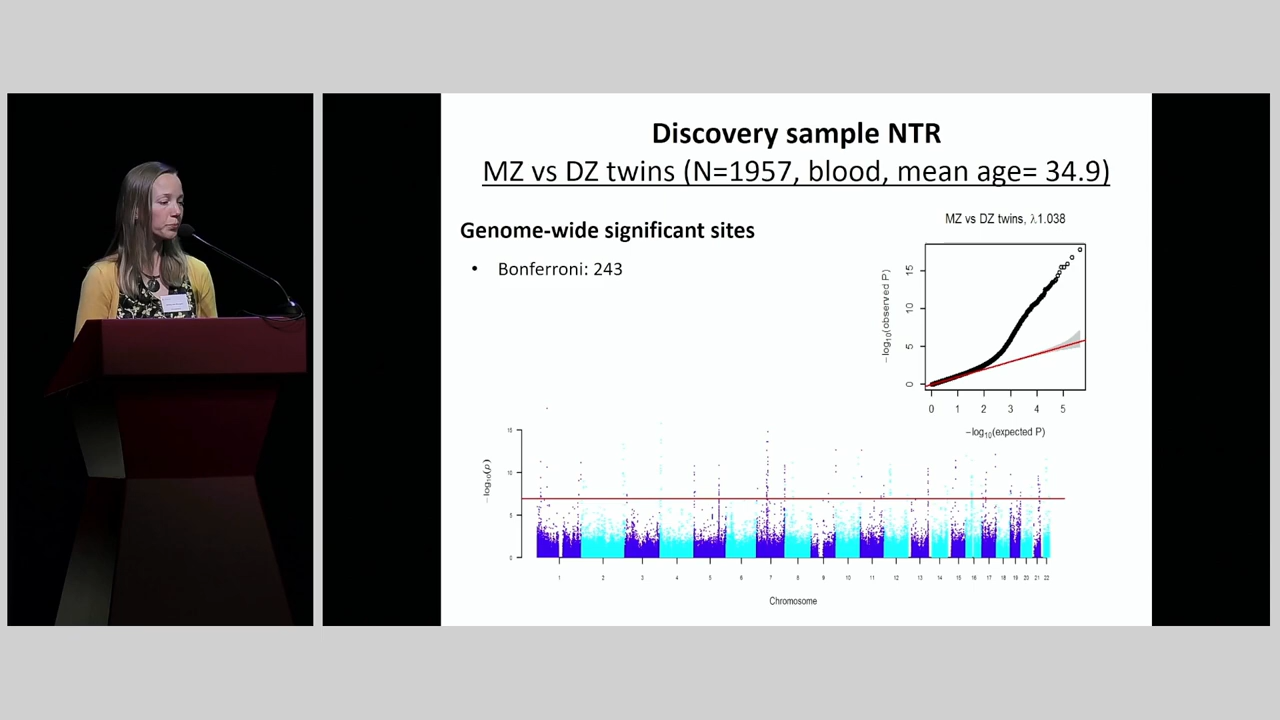 Discovery sample NTR
MZ vs DZ twins (N=1957, blood, mean age= 34.9)
Genome-wide significant sites
• Bonferroni: 243
MZ vs DZ twins, λ1.038
−log10(observed P)
15
10
5
0
0 1 2 3 4 5
−log10(expected P)
−log10(p)
15
10
5
0
1 2 3 4 5 6 7 8 9 10 11 12 13 14 15 16 17 18 19 20 21 22
Chromosome